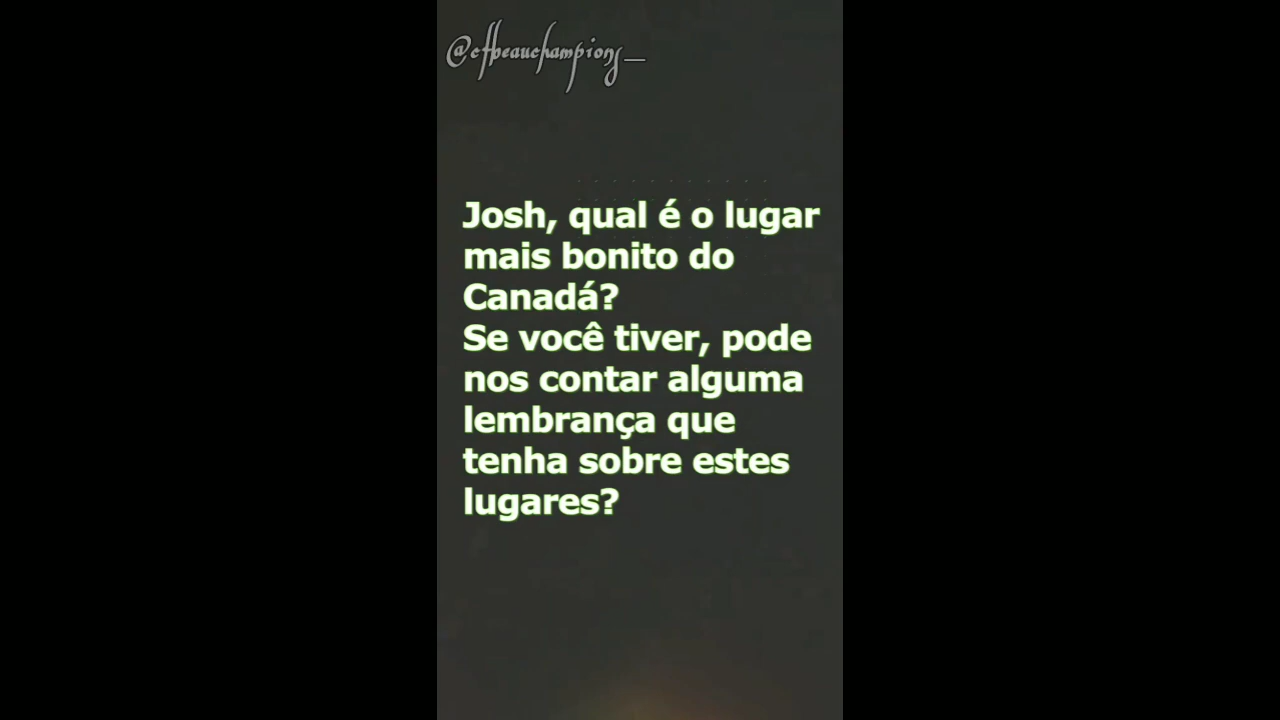 @cfbeauchampions_
Josh, qual é o lugar
mais bonito do
Canadá?
Se você tiver, pode
nos contar alguma
lembrança que
tenha sobre estes
lugares?